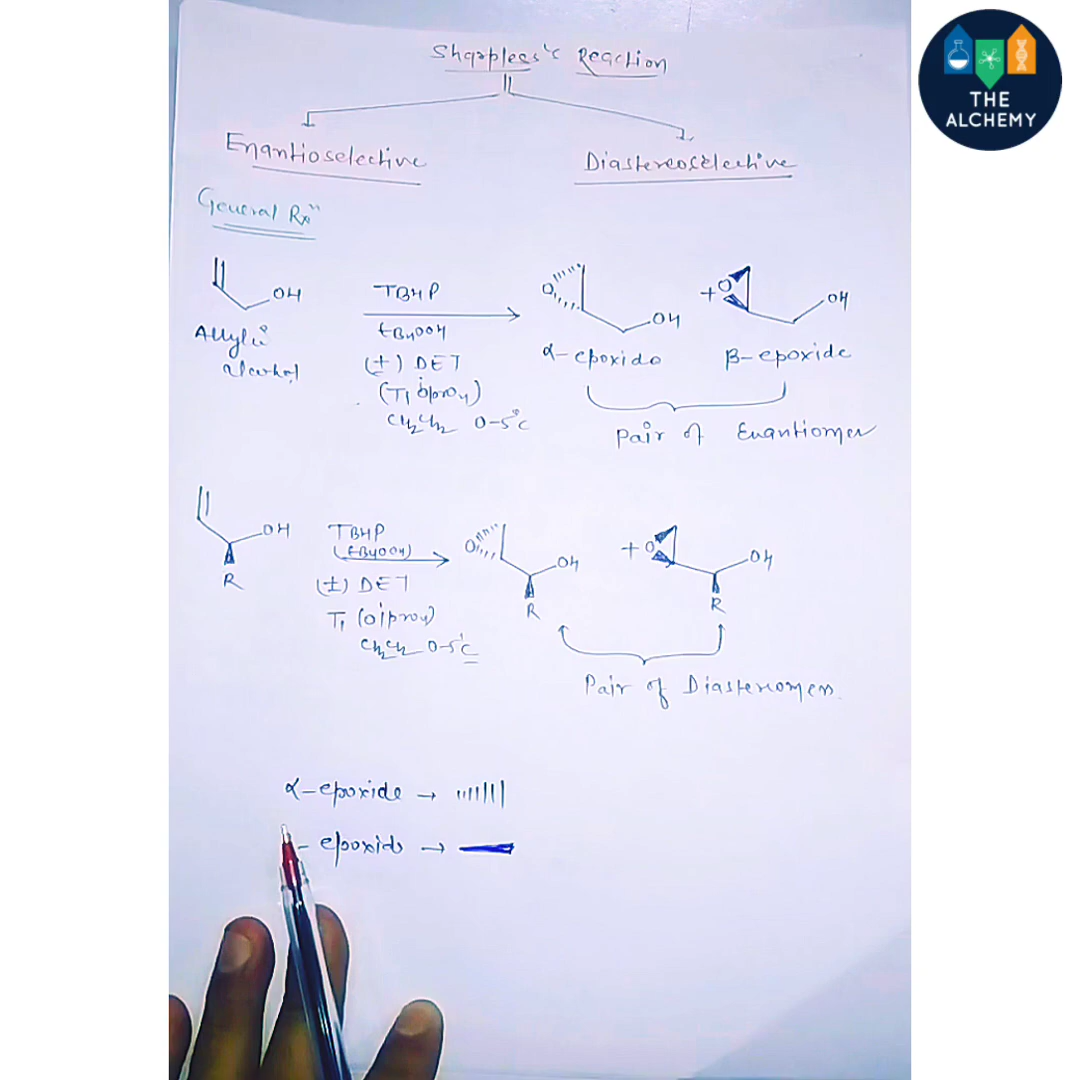 Sharpless's Reaction
Enantioselective
Diastereoselective
General Rxn
OH
Allylic
alcohol
TBHP
tBuOOH
(±) DET
(Ti oiprop4)
CH2Cl2 0-5°C
O
OH
α-epoxide
+
O
OH
β-epoxide
Pair of Enantiomer
OH
R
TBHP
(tBuOOH)
(±) DET
Ti (oiprop4)
CH2Cl2 0-5°C
O
OH
R
+
O
OH
R
Pair of Diastereomers.
α-epoxide →
- epoxide →
THE
ALCHEMY